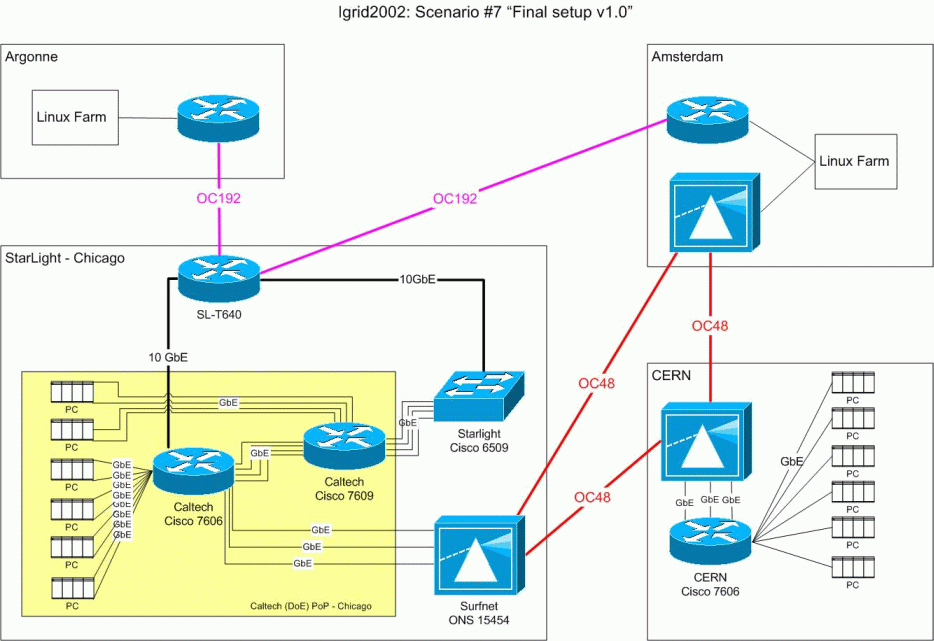 Igrid2002: Scenario #7 “Final setup v1.0”
Argonne
Linux Farm
OC192
Amsterdam
Linux Farm
OC192
OC48
OC48
OC48
StarLight - Chicago
SL-T640
10GbE
10 GbE
PC
PC
PC
PC
PC
PC
GbE
GbE
GbE
GbE
GbE
GbE
GbE
GbE
GbE
GbE
Caltech
Cisco 7606
Caltech
Cisco 7609
Starlight
Cisco 6509
GbE
GbE
GbE
Caltech (DoE) PoP - Chicago
Surfnet
ONS 15454
CERN
GbE
GbE
GbE
GbE
CERN
Cisco 7606
PC
PC
PC
PC
PC
PC